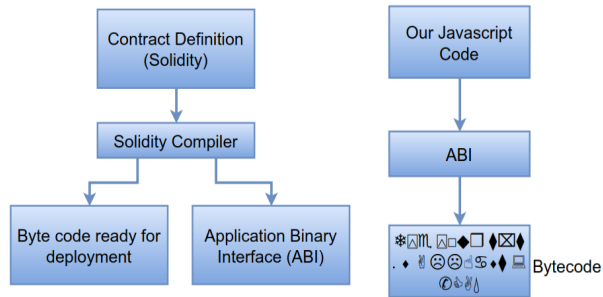 Contract Definition
(Solidity)
Solidity Compiler
Byte code ready for
deployment
Application Binary
Interface (ABI)
Our Javascript
Code
ABI
Bytecode